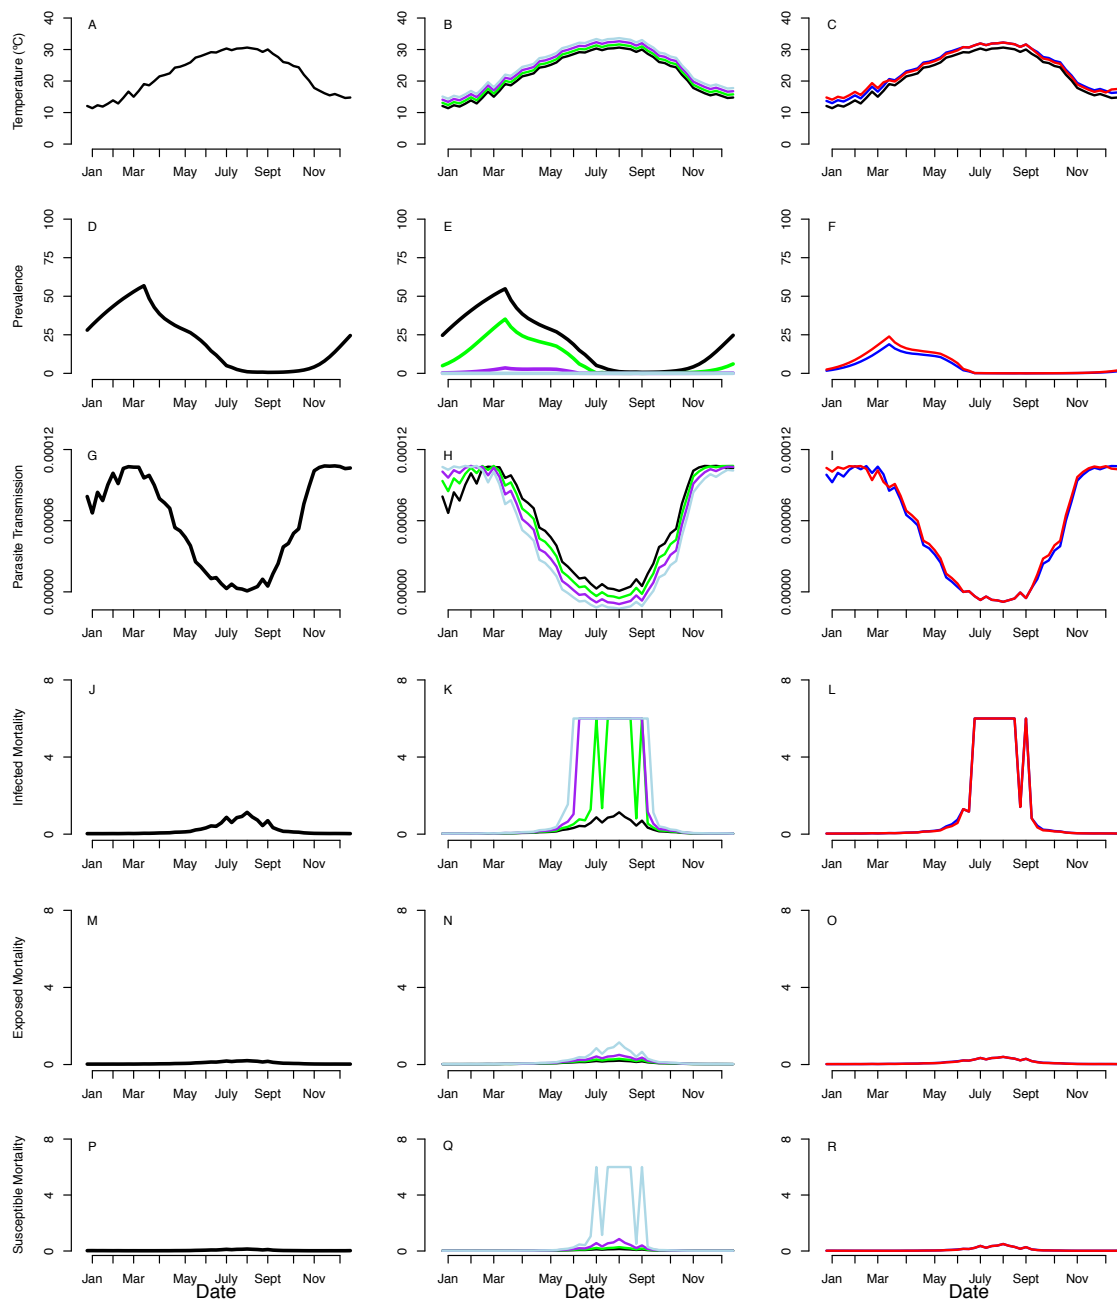 Temperature (ºC)
0 10 20 30 40
A
Jan Mar May July Sept Nov
0 10 20 30 40
B
Jan Mar May July Sept Nov
0 10 20 30 40
C
Jan Mar May July Sept Nov
Prevalence
0 25 50 75 100
D
Jan Mar May July Sept Nov
0 25 50 75 100
E
Jan Mar May July Sept Nov
0 25 50 75 100
F
Jan Mar May July Sept Nov
Parasite Transmission
0.00000 0.00006 0.00012
G
Jan Mar May July Sept Nov
0.00000 0.00006 0.00012
H
Jan Mar May July Sept Nov
0.00000 0.00006 0.00012
I
Jan Mar May July Sept Nov
Infected Mortality
0 4 8
J
Jan Mar May July Sept Nov
0 4 8
K
Jan Mar May July Sept Nov
0 4 8
L
Jan Mar May July Sept Nov
Exposed Mortality
0 4 8
M
Jan Mar May July Sept Nov
0 4 8
N
Jan Mar May July Sept Nov
0 4 8
O
Jan Mar May July Sept Nov
Susceptible Mortality
0 4 8
P
Jan Mar May July Sept Nov
Date
0 4 8
Q
Jan Mar May July Sept Nov
0 4 8
R
Jan Mar May July Sept Nov
Date